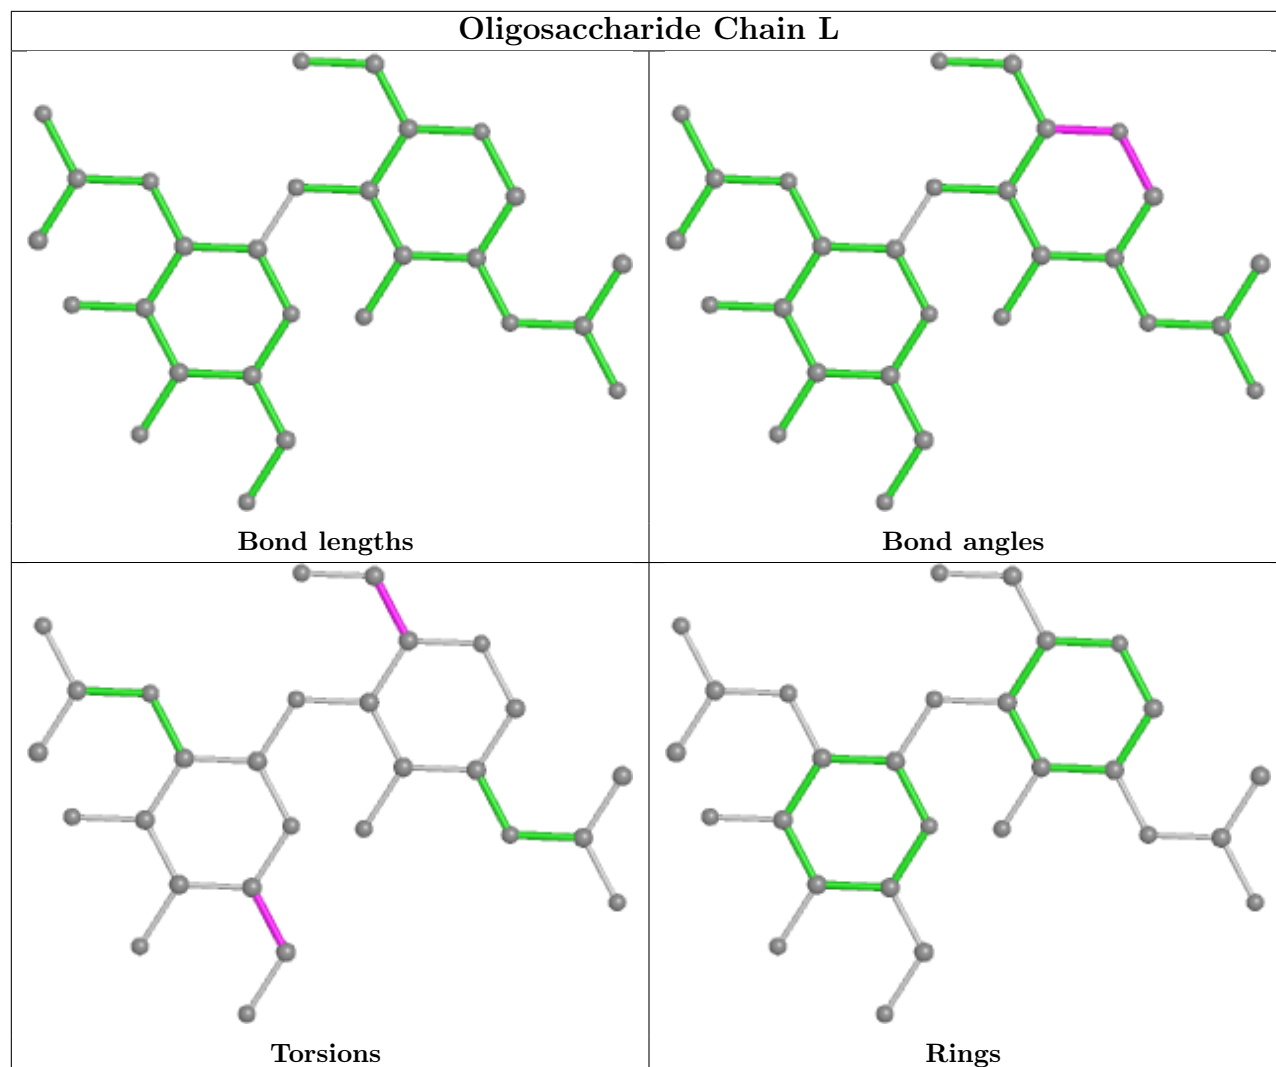 Oligosaccharide Chain L
Bond lengths
Bond angles
Torsions
Rings